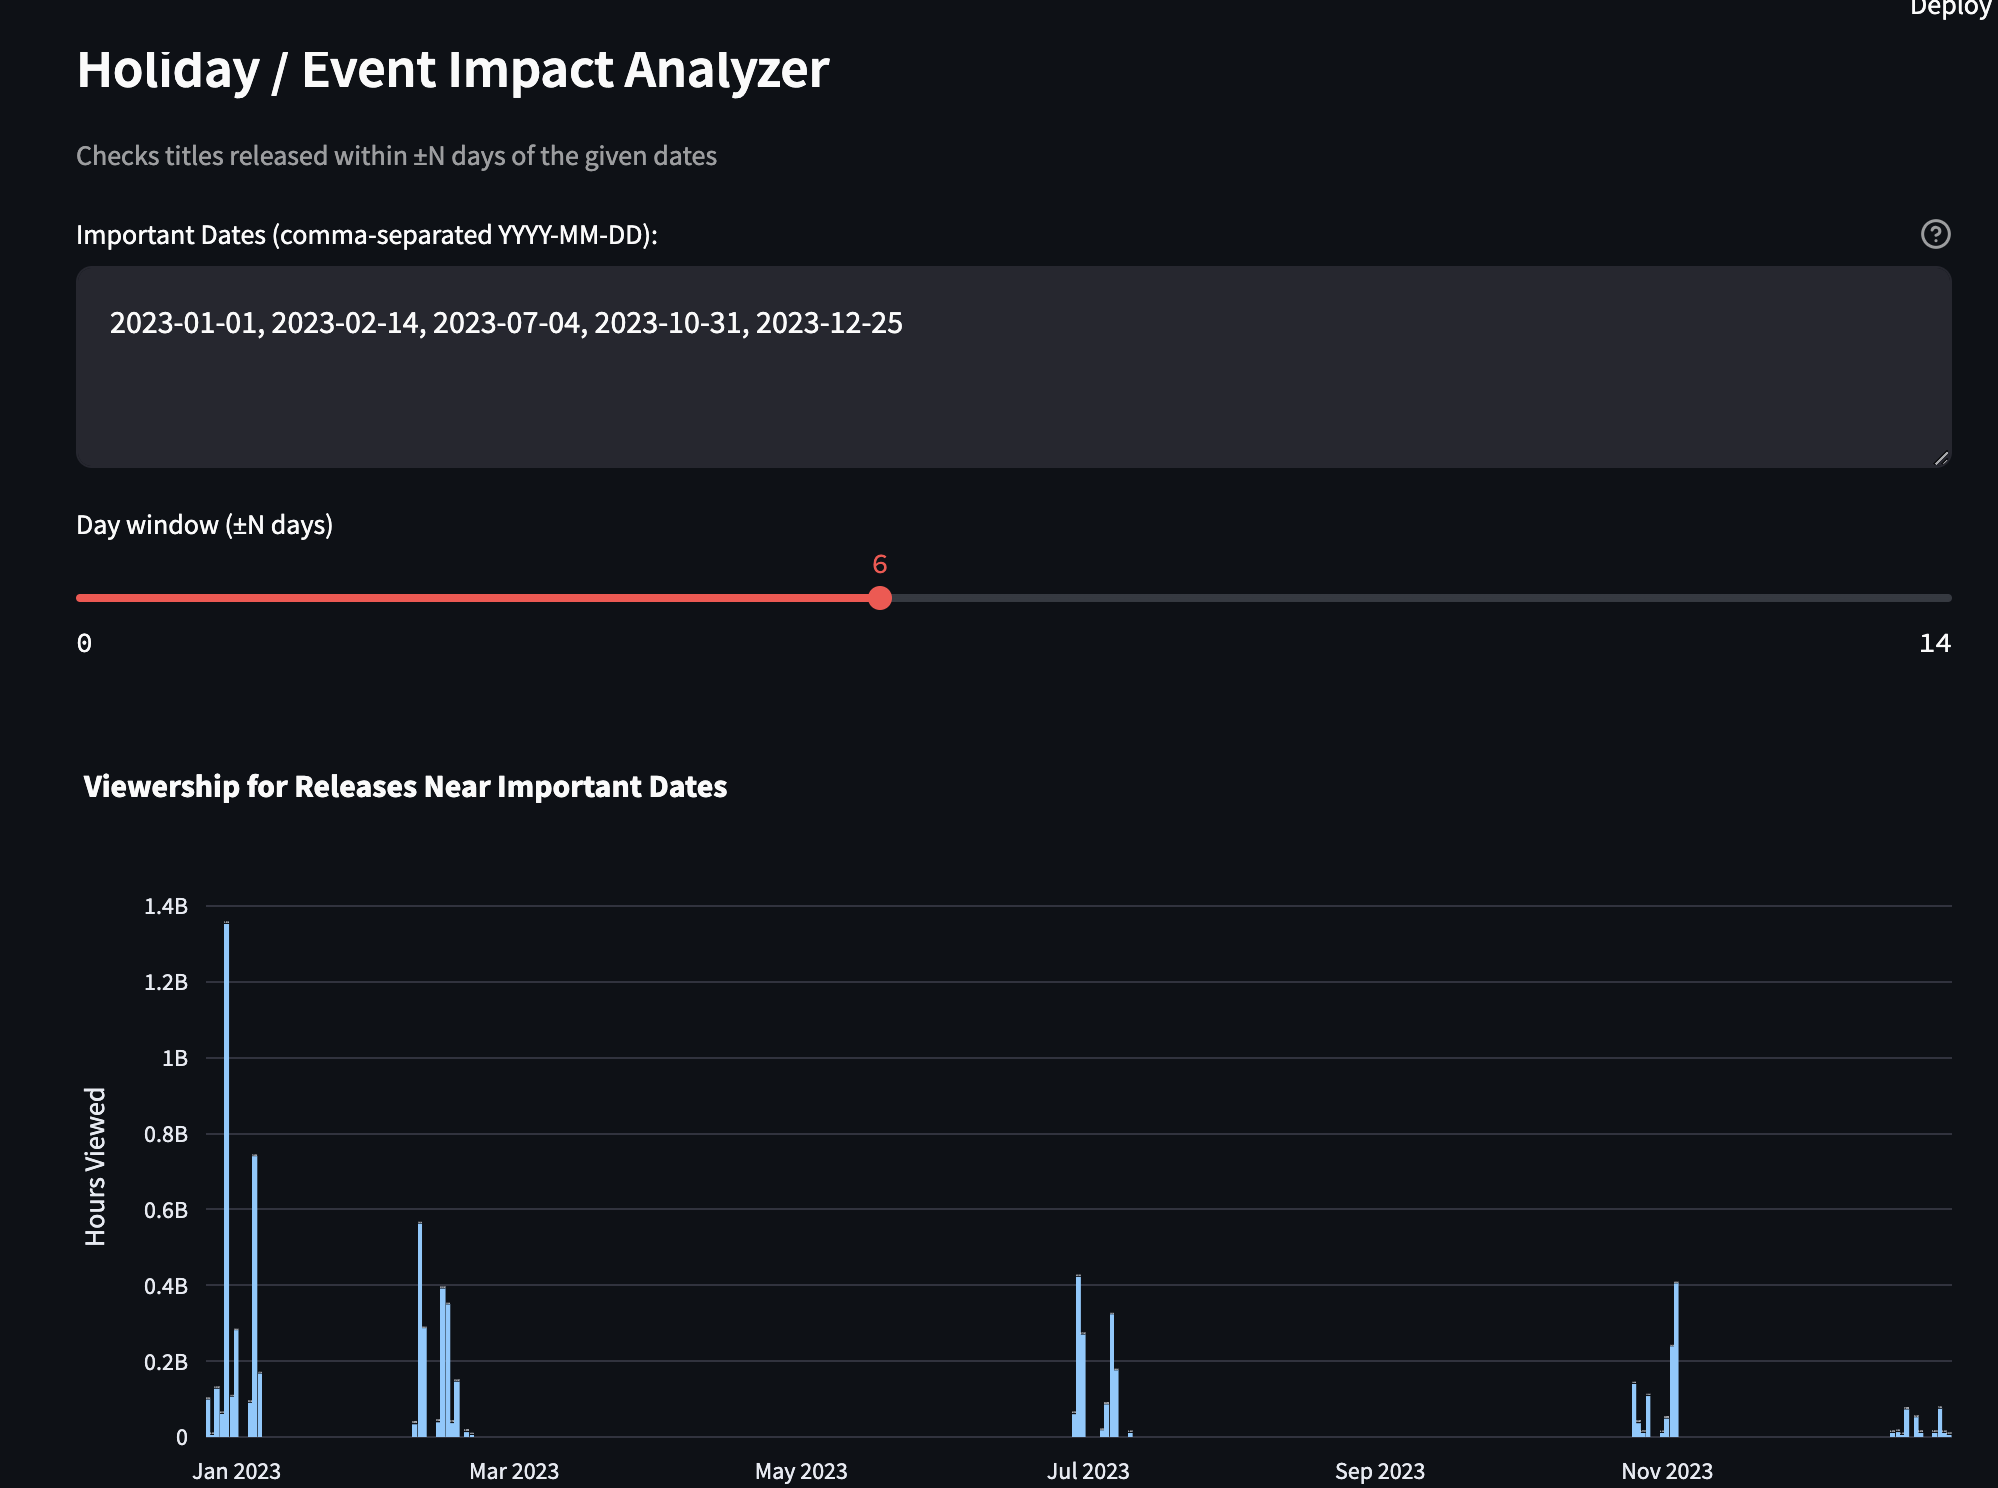 Deploy
Holiday / Event Impact Analyzer
Checks titles released within ±N days of the given dates
Important Dates (comma-separated YYYY-MM-DD):
2023-01-01, 2023-02-14, 2023-07-04, 2023-10-31, 2023-12-25
Day window (±N days)
6
0
14
Viewership for Releases Near Important Dates
1.4B
1.2B
1B
0.8B
0.6B
0.4B
0.2B
0
Hours Viewed
Jan 2023
Mar 2023
May 2023
Jul 2023
Sep 2023
Nov 2023